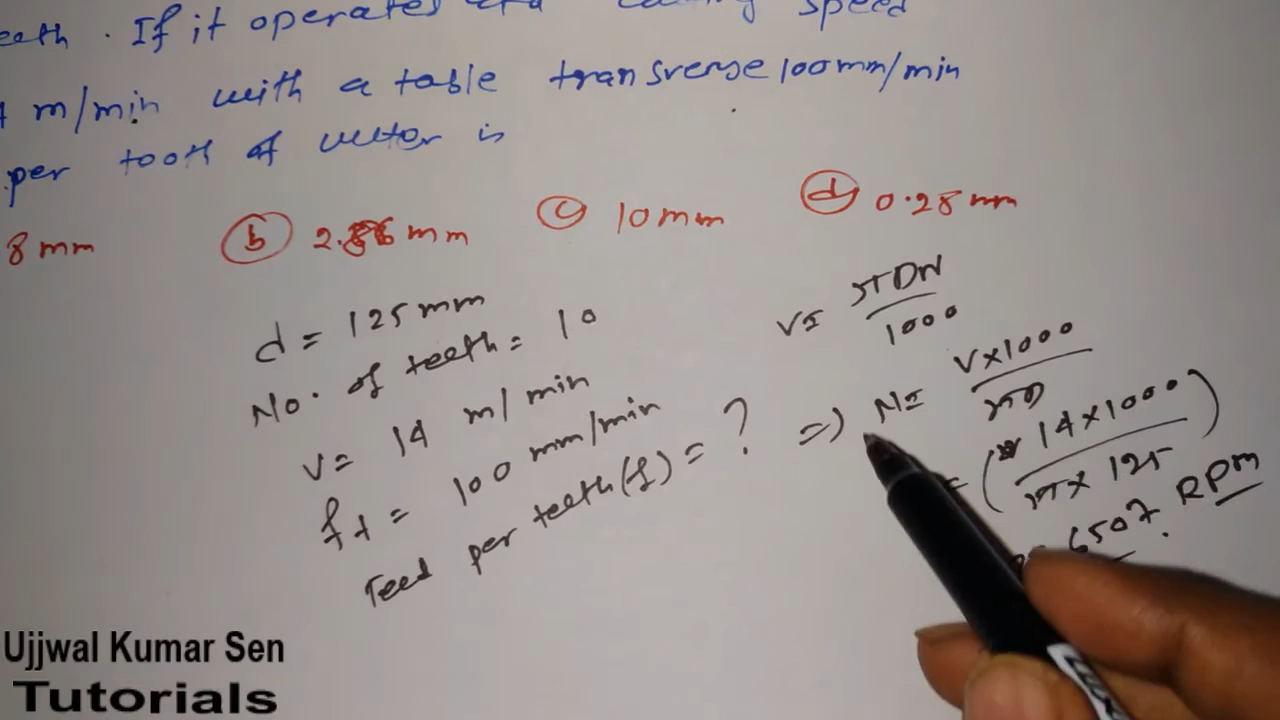 eeth. If it operates speed
m/min with a table transverse 100mm/min
per tooth of cutter is
8 mm (b) 2.86 mm (c) 10 mm (d) 0.28 mm
d = 125 mm
No. of teeth = 10
V = 14 m/min
ft = 100 mm/min
Feed per teeth (f) = ?
V = πDN / 1000
=) N = V×1000 / πD
= (14×1000 / π× 125)
6507 RPM
Ujjwal Kumar Sen
Tutorials